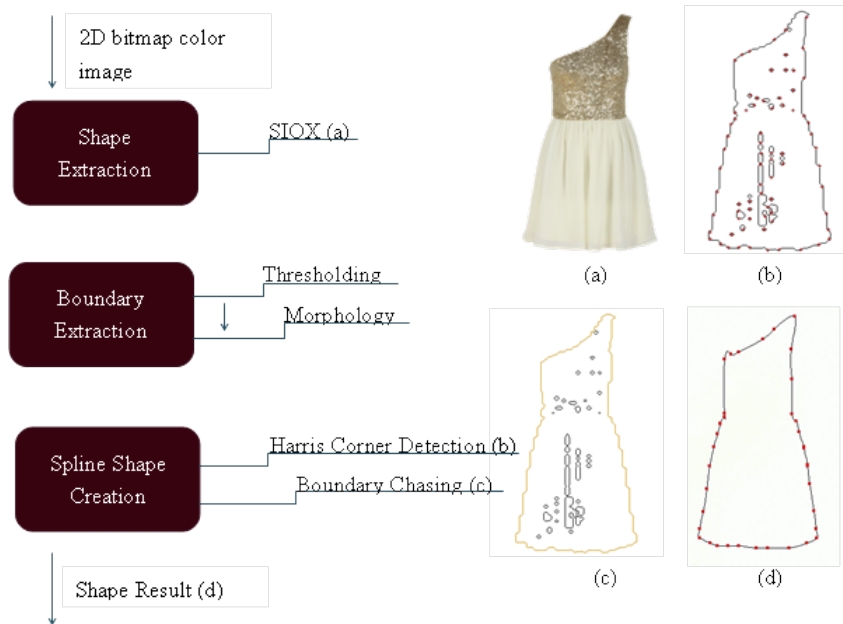 2D bitmap color
image
Shape
Extraction
SIOX (a)
Boundary
Extraction
Thresholding
Morphology
Spline Shape
Creation
Harris Corner Detection (b)
Boundary Chasing (c)
Shape Result (d)
(a)
(b)
(c)
(d)